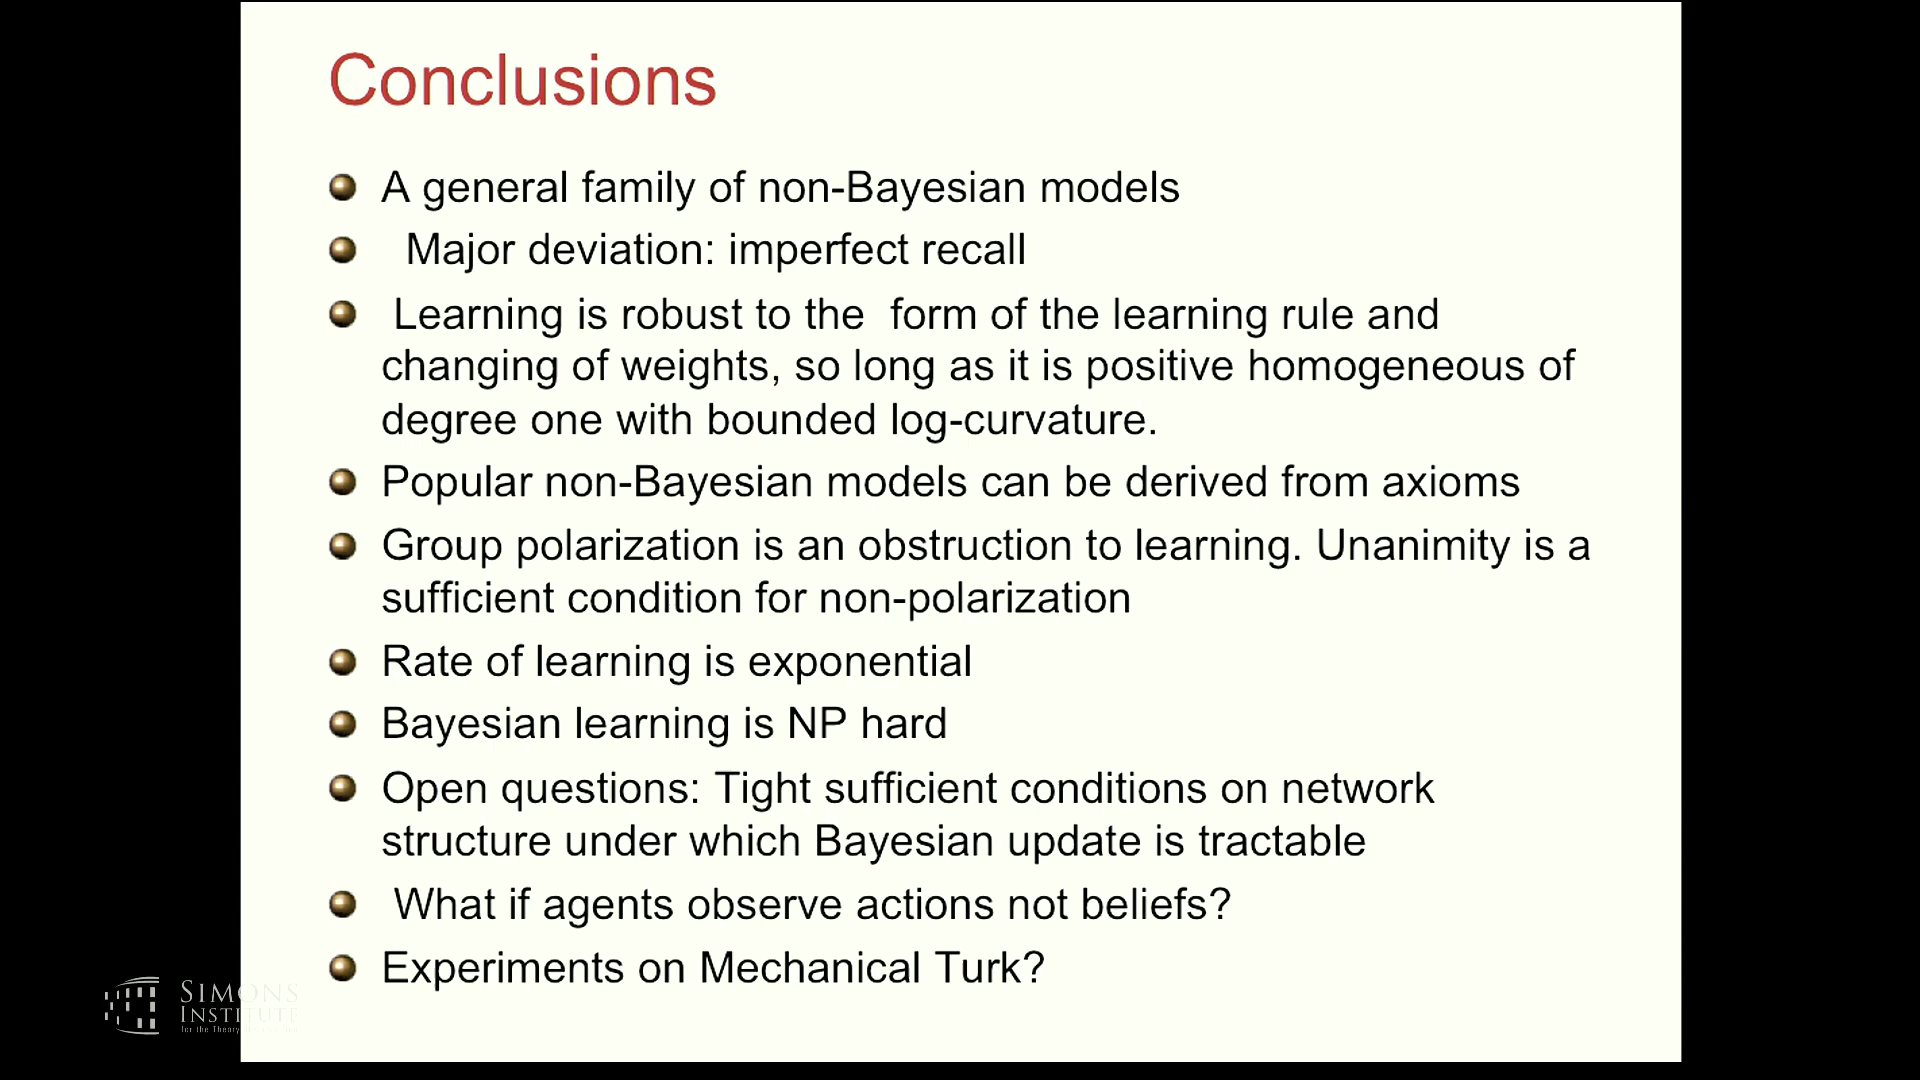 Conclusions
A general family of non-Bayesian models
Major deviation: imperfect recall
Learning is robust to the form of the learning rule and
changing of weights, so long as it is positive homogeneous of
degree one with bounded log-curvature.
Popular non-Bayesian models can be derived from axioms
Group polarization is an obstruction to learning. Unanimity is a
sufficient condition for non-polarization
Rate of learning is exponential
Bayesian learning is NP hard
Open questions: Tight sufficient conditions on network
structure under which Bayesian update is tractable
What if agents observe actions not beliefs?
Experiments on Mechanical Turk?
SIMONS
INSTITUTE
for the Theory